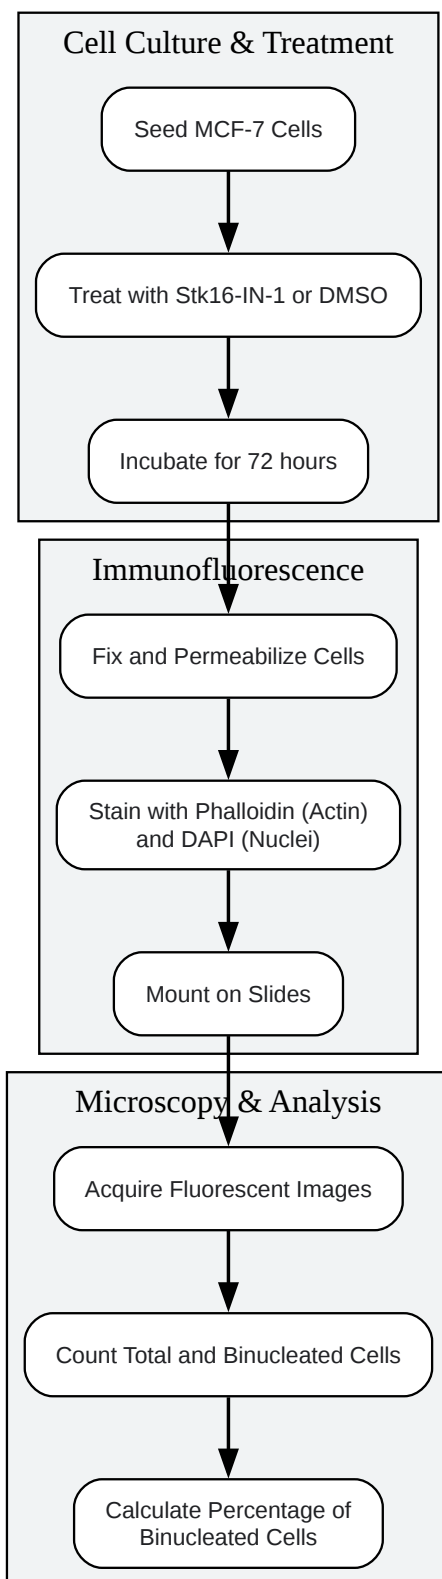 Cell Culture & Treatment
Seed MCF-7 Cells
Treat with Stk16-IN-1 or DMSO
Incubate for 72 hours
Immunofluorescence
Fix and Permeabilize Cells
Stain with Phalloidin (Actin)
and DAPI (Nuclei)
Mount on Slides
Microscopy & Analysis
Acquire Fluorescent Images
Count Total and Binucleated Cells
Calculate Percentage of
Binucleated Cells